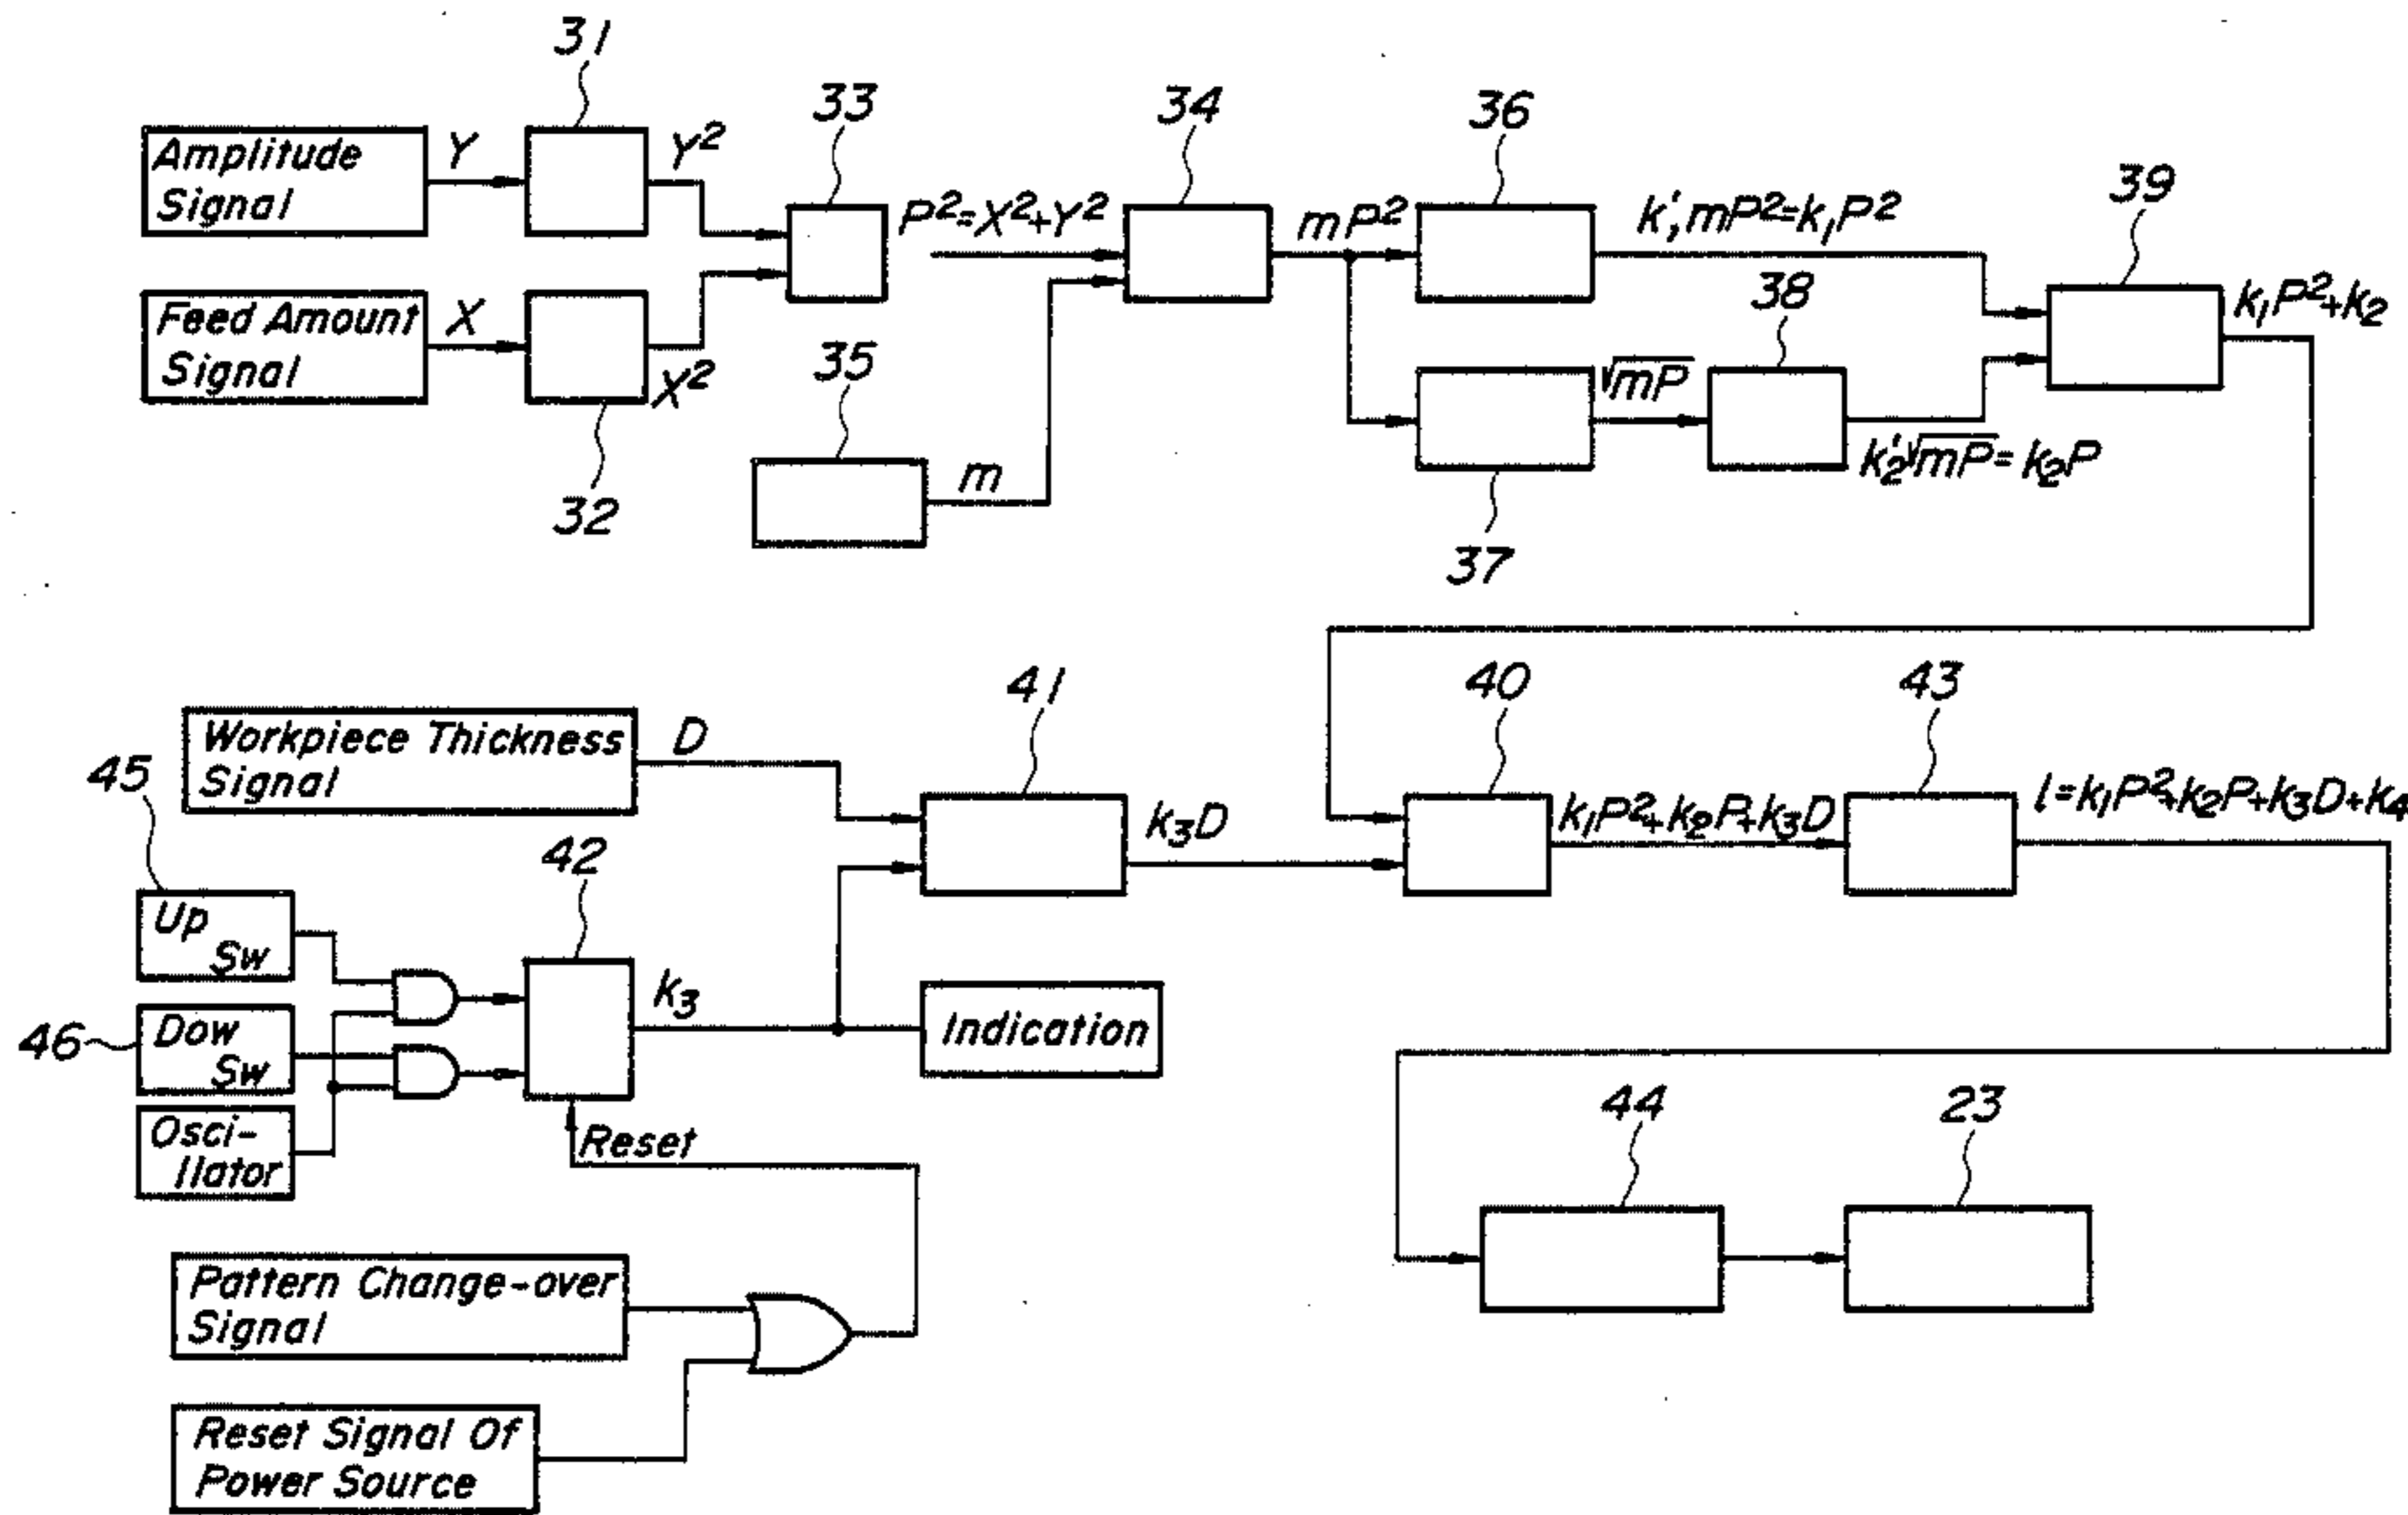 31
33
34
36
39
Amplitude
Signal
Y
Y²
P²=X²+Y²
mP²
k₁'mP²=k₁P²
k₁P²+k₂
Feed Amount
Signal
X
X²
32
35
m
38
√mP
k₂'√mP=k₂P
37
41
40
43
Workpiece Thickness
Signal
D
k₃D
k₁P²+k₂P+k₃D
l=k₁P²+k₂P+k₃D+k₄
45
42
Up
Sw
46
Dow
Sw
k₃
Indication
Osci-
llator
Reset
44
23
Pattern Change-over
Signal
Reset Signal Of
Power Source